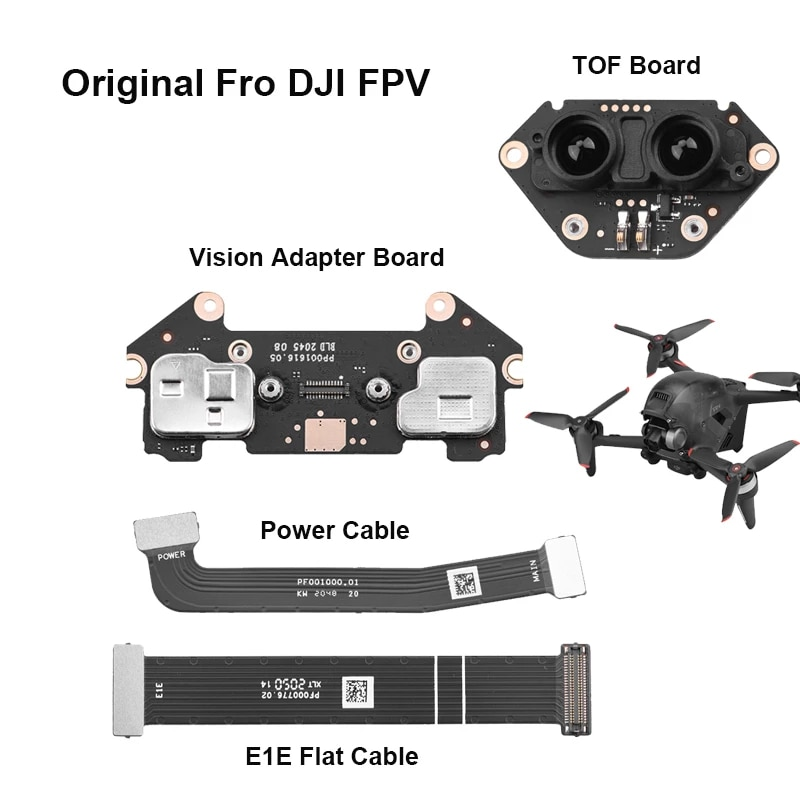 Original Fro DJI FPV
TOF Board
+
Vision Adapter Board
PP001616.05
BLD 2045 08
Power Cable
POWER
PF001000.01
KW 2048 20
MAIN
E1E
PF000776.02
XLT 2050 14
E1E Flat Cable